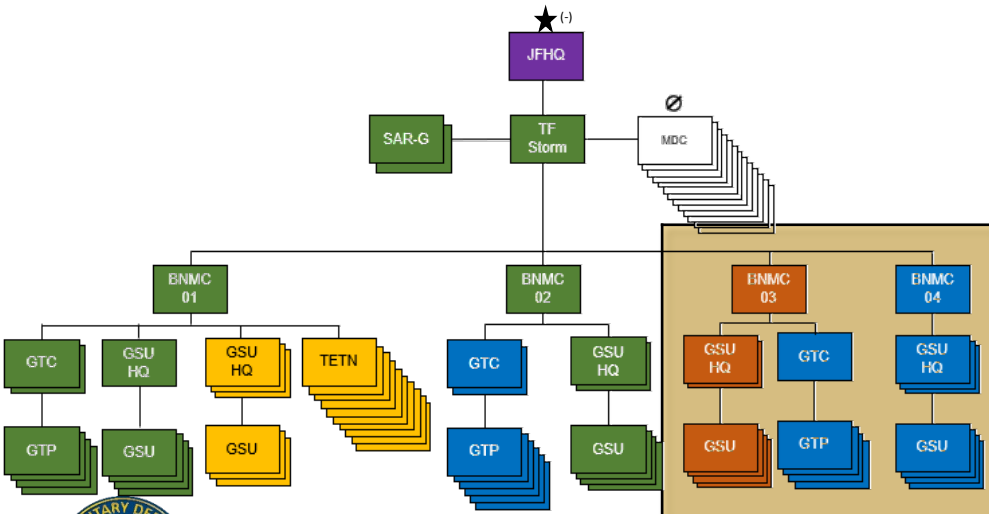 (-)
JFHQ
SAR-G
TF
Storm
MDC
BNMC
01
BNMC
02
BNMC
03
BNMC
04
GTC
GSU
HQ
GSU
HQ
TETN
GTC
GSU
HQ
GSU
HQ
GTC
GSU
HQ
GTP
GSU
GSU
GTP
GSU
GSU
GTP
GSU